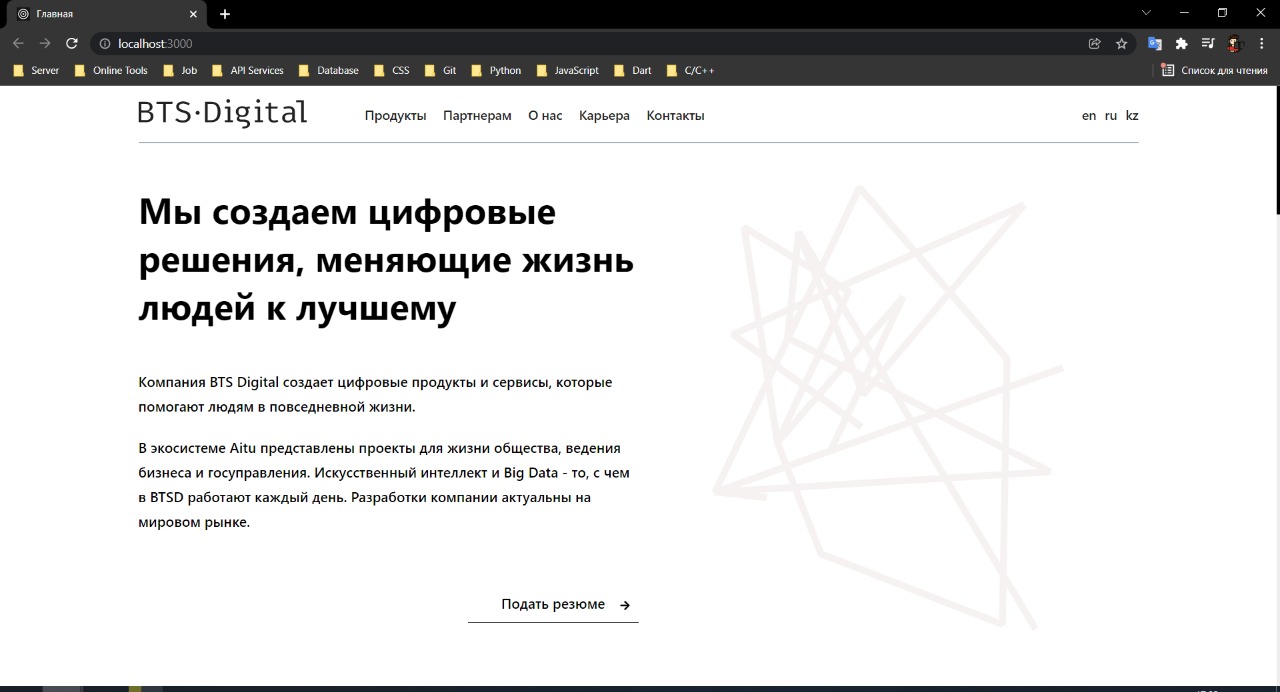 Главная
localhost:3000
Server Online Tools Job API Services Database CSS Git Python JavaScript Dart C/C++ Список для чтения
BTS·Digital Продукты Партнерам О нас Карьера Контакты en ru kz
Мы создаем цифровые
решения, меняющие жизнь
людей к лучшему
Компания BTS Digital создает цифровые продукты и сервисы, которые
помогают людям в повседневной жизни.
В экосистеме Aitu представлены проекты для жизни общества, ведения
бизнеса и госуправления. Искусственный интеллект и Big Data - то, с чем
в BTSD работают каждый день. Разработки компании актуальны на
мировом рынке.
Подать резюме